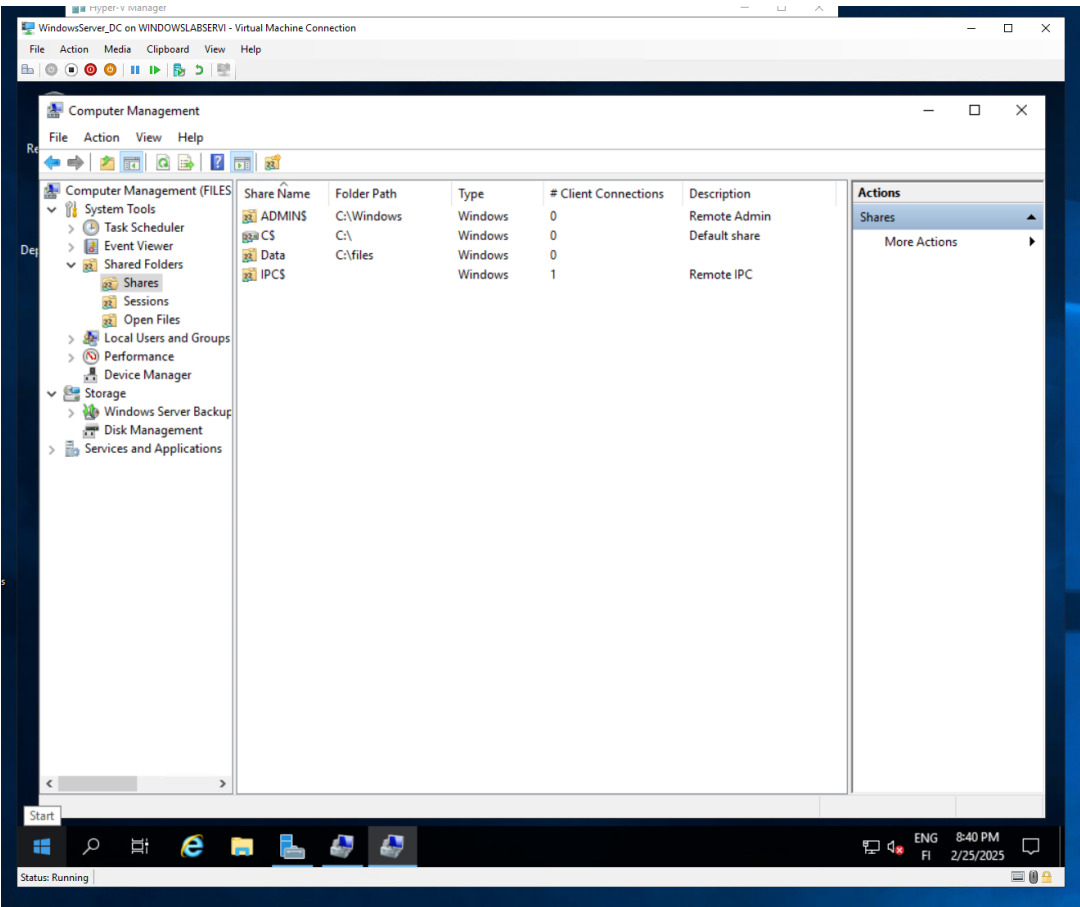 Hyper-V Manager
WindowsServer_DC on WINDOWSLABSERVI - Virtual Machine Connection
File Action Media Clipboard View Help
Computer Management
File Action View Help
Re
Computer Management (FILES
System Tools
Task Scheduler
Event Viewer
Shared Folders
Shares
Sessions
Open Files
Local Users and Groups
Performance
Device Manager
Storage
Windows Server Backup
Disk Management
Services and Applications
Share Name Folder Path Type # Client Connections Description
ADMIN$ C:\Windows Windows 0 Remote Admin
C$ C:\ Windows 0 Default share
Data C:\files Windows 0
IPC$ Windows 1 Remote IPC
Actions
Shares
More Actions
Dep
s
Start
ENG 8:40 PM
FI 2/25/2025
Status: Running